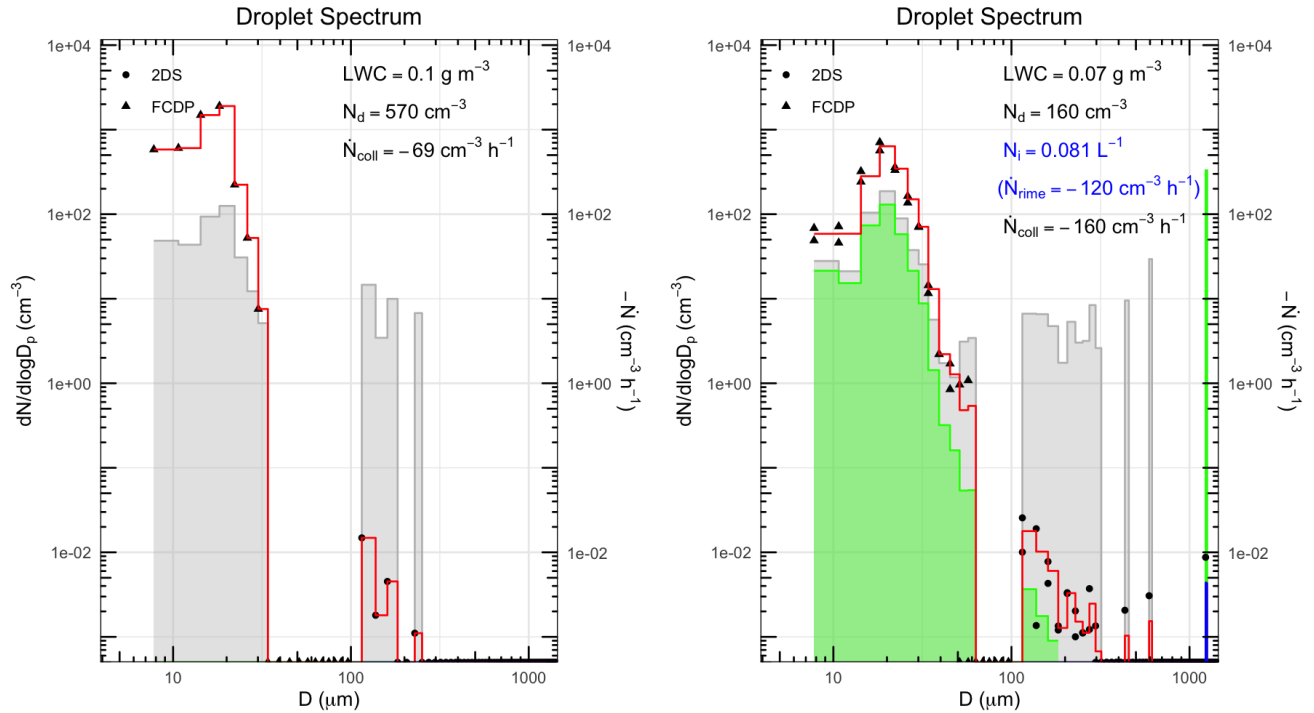 Droplet Spectrum
1e+04
1e+02
1e+00
1e-02
dN/dlogDₚ (cm⁻³)
2DS
FCDP
LWC = 0.1 g m⁻³
N_d = 570 cm⁻³
Ṅ_coll = −69 cm⁻³ h⁻¹
1e+04
1e+02
1e+00
1e-02
−Ṅ (cm⁻³ h⁻¹)
10 100 1000
D (μm)
Droplet Spectrum
1e+04
1e+02
1e+00
1e-02
dN/dlogDₚ (cm⁻³)
2DS
FCDP
LWC = 0.07 g m⁻³
N_d = 160 cm⁻³
N_i = 0.081 L⁻¹
(Ṅ_rime = −120 cm⁻³ h⁻¹)
Ṅ_coll = −160 cm⁻³ h⁻¹
1e+04
1e+02
1e+00
1e-02
−Ṅ (cm⁻³ h⁻¹)
10 100 1000
D (μm)